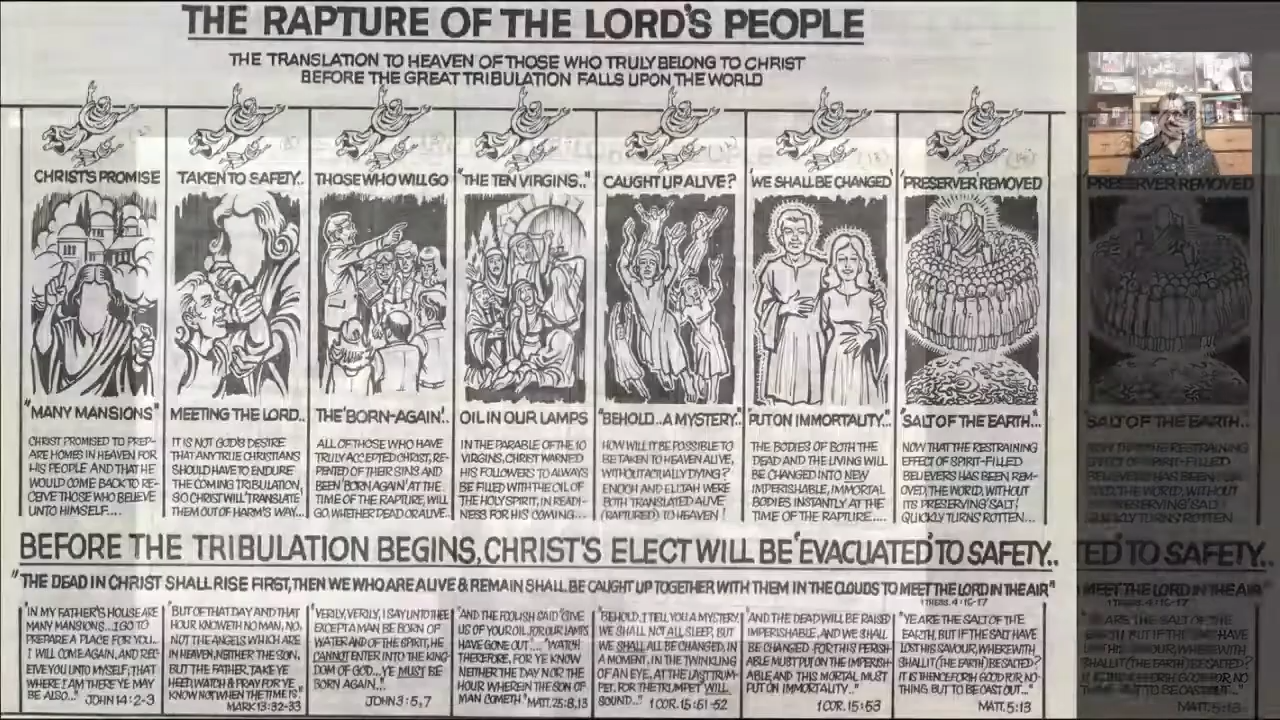 THE RAPTURE OF THE LORD'S PEOPLE
THE TRANSLATION TO HEAVEN OF THOSE WHO TRULY BELONG TO CHRIST
BEFORE THE GREAT TRIBULATION FALLS UPON THE WORLD
CHRIST'S PROMISE
"MANY MANSIONS"
CHRIST PROMISED TO PREP-
ARE HOMES IN HEAVEN FOR
HIS PEOPLE AND THAT HE
WOULD COME BACK TO RE-
CEIVE THOSE WHO BELIEVE
UNTO HIMSELF....
TAKEN TO SAFETY..
MEETING THE LORD..
IT IS NOT GOD'S DESIRE
THAT ANY TRUE CHRISTIANS
SHOULD HAVE TO ENDURE
THE COMING TRIBULATION,
SO CHRIST WILL 'TRANSLATE'
THEM OUT OF HARM'S WAY...
THOSE WHO WILL GO
THE 'BORN-AGAIN'..
ALL OF THOSE WHO HAVE
TRULY ACCEPTED CHRIST, RE-
PENTED OF THEIR SINS AND
BEEN 'BORN AGAIN' AT THE
TIME OF THE RAPTURE, WILL
GO, WHETHER DEAD OR ALIVE..
"THE TEN VIRGINS.."
OIL IN OUR LAMPS
IN THE PARABLE OF THE 10
VIRGINS, CHRIST WARNED
HIS FOLLOWERS TO ALWAYS
BE FILLED WITH THE OIL OF
THE HOLY SPIRIT, IN READI-
NESS FOR HIS COMING...
CAUGHT UP ALIVE?
"BEHOLD..A MYSTERY.."
HOW WILL IT BE POSSIBLE TO
BE TAKEN TO HEAVEN ALIVE,
WITHOUT ACTUALLY DYING?
ENOCH AND ELIJAH WERE
BOTH TRANSLATED ALIVE
(RAPTURED) TO HEAVEN!
'WE SHALL BE CHANGED'
'PUT ON IMMORTALITY...'
THE BODIES OF BOTH THE
DEAD AND THE LIVING WILL
BE CHANGED INTO NEW
IMPERISHABLE, IMMORTAL
BODIES INSTANTLY AT THE
TIME OF THE RAPTURE....
'PRESERVER REMOVED
"SALT OF THE EARTH..."
NOW THAT THE RESTRAINING
EFFECT OF SPIRIT-FILLED
BELIEVERS HAS BEEN REM-
OVED, THE WORLD, WITHOUT
ITS 'PRESERVING SALT',
QUICKLY TURNS 'ROTTEN'...
BEFORE THE TRIBULATION BEGINS, CHRIST'S ELECT WILL BE 'EVACUATED' TO SAFETY..
"THE DEAD IN CHRIST SHALL RISE FIRST, THEN WE WHO ARE ALIVE & REMAIN SHALL BE CAUGHT UP TOGETHER WITH THEM IN THE CLOUDS TO MEET THE LORD IN THE AIR"
1 THESS. 4:16-17
"IN MY FATHER'S HOUSE ARE
MANY MANSIONS...I GO TO
PREPARE A PLACE FOR YOU..
I WILL COME AGAIN, AND REC-
EIVE YOU UNTO MYSELF; THAT
WHERE I AM THERE YE MAY
BE ALSO..."
JOHN 14:2-3
"BUT OF THAT DAY AND THAT
HOUR KNOWETH NO MAN, NO,
NOT THE ANGELS WHICH ARE
IN HEAVEN, NEITHER THE SON,
BUT THE FATHER. TAKE YE
HEED, WATCH & PRAY FOR YE
KNOW NOT WHEN THE TIME IS."
MARK 13:32-33
"VERILY, VERILY, I SAY UNTO THEE
EXCEPT A MAN BE BORN OF
WATER AND OF THE SPIRIT, HE
CANNOT ENTER INTO THE KING-
DOM OF GOD...YE MUST BE
BORN AGAIN..."
JOHN 3:5,7
"AND THE FOOLISH SAID "GIVE
US OF YOUR OIL, FOR OUR LAMPS
HAVE GONE OUT"..."WATCH
THEREFORE, FOR YE KNOW
NEITHER THE DAY NOR THE
HOUR WHEREIN THE SON OF
MAN COMETH" MATT. 25:8,13
"BEHOLD, I TELL YOU A MYSTERY,
WE SHALL NOT ALL SLEEP, BUT
WE SHALL ALL BE CHANGED, IN
A MOMENT, IN THE TWINKLING
OF AN EYE, AT THE LAST TRUM-
PET, FOR THE TRUMPET WILL
SOUND..." 1 COR. 15:51-52
"AND THE DEAD WILL BE RAISED
IMPERISHABLE, AND WE SHALL
BE CHANGED. FOR THIS PERISH-
ABLE MUST PUT ON THE IMPERISH-
ABLE, AND THIS MORTAL MUST
PUT ON IMMORTALITY..."
1 COR. 15:53
"YE ARE THE SALT OF THE
EARTH, BUT IF THE SALT HAVE
LOST HIS SAVOUR, WHEREWITH
SHALL IT (THE EARTH) BE SALTED?
IT IS THENCEFORTH GOOD FOR NO-
THING, BUT TO BE CAST OUT..."
MATT. 5:13
PRESERVER REMOVED
SALT OF THE EARTH..
TED' TO SAFETY..
MEET THE LORD IN THE AIR"
1 THESS. 4:16-17
MATT. 5:13